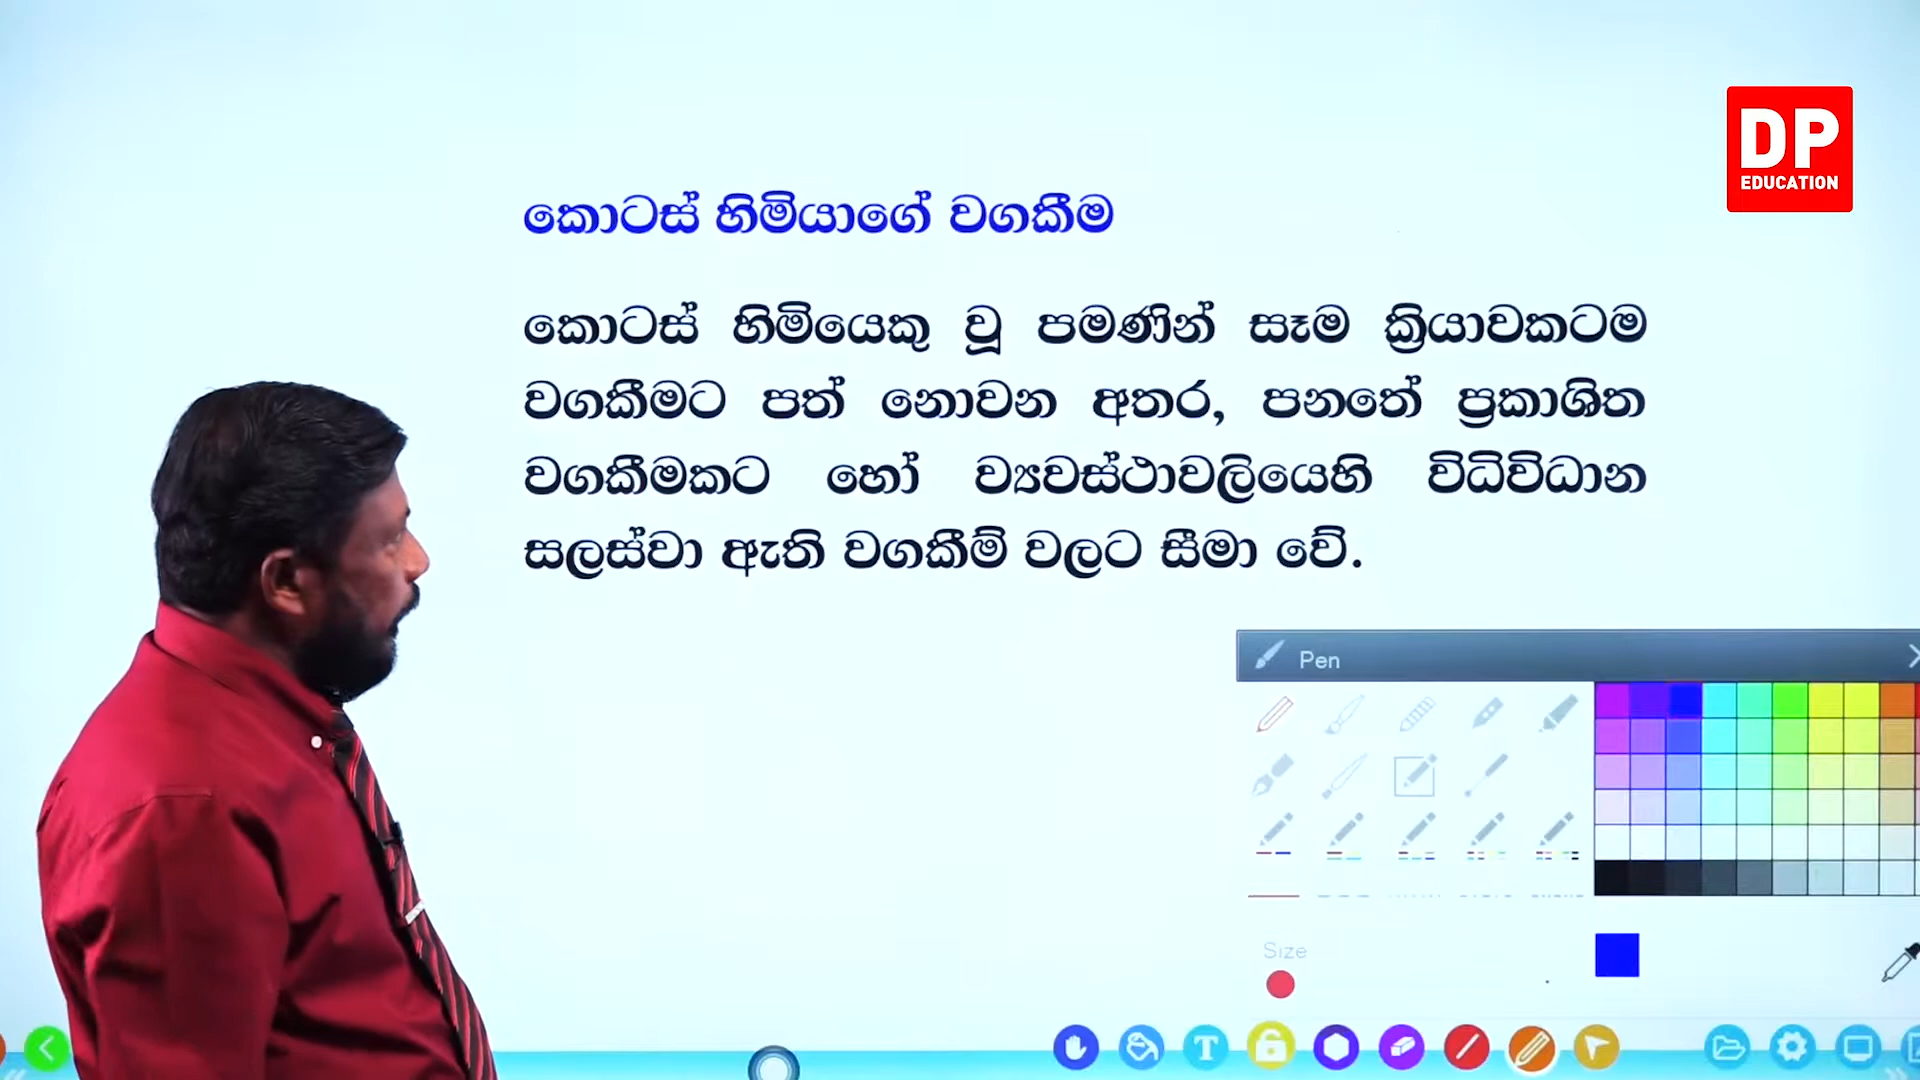 DP
EDUCATION
කොටස් හිමියාගේ වගකීම
කොටස් හිමියෙකු වූ පමණින් සෑම ක්‍රියාවකටම
වගකීමට පත් නොවන අතර, පනතේ ප්‍රකාශිත
වගකීමකට හෝ ව්‍යවස්ථාවලියෙහි විධිවිධාන
සලස්වා ඇති වගකීම් වලට සීමා වේ.
Pen
Size
T